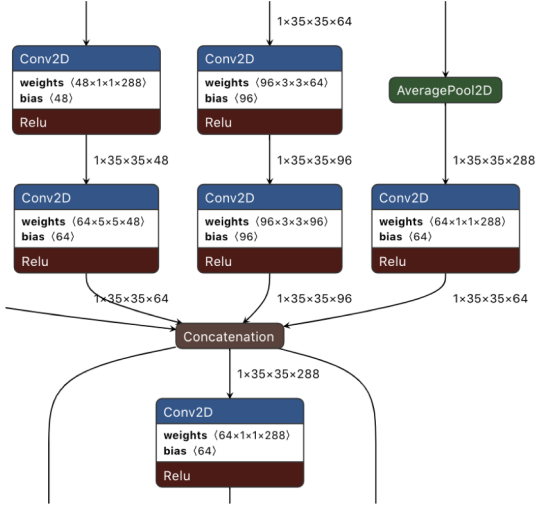 1×35×35×64
Conv2D
weights ⟨48×1×1×288⟩
bias ⟨48⟩
Relu
Conv2D
weights ⟨96×3×3×64⟩
bias ⟨96⟩
Relu
AveragePool2D
1×35×35×48
1×35×35×96
1×35×35×288
Conv2D
weights ⟨64×5×5×48⟩
bias ⟨64⟩
Relu
Conv2D
weights ⟨96×3×3×96⟩
bias ⟨96⟩
Relu
Conv2D
weights ⟨64×1×1×288⟩
bias ⟨64⟩
Relu
1×35×35×64
1×35×35×96
1×35×35×64
Concatenation
1×35×35×288
Conv2D
weights ⟨64×1×1×288⟩
bias ⟨64⟩
Relu